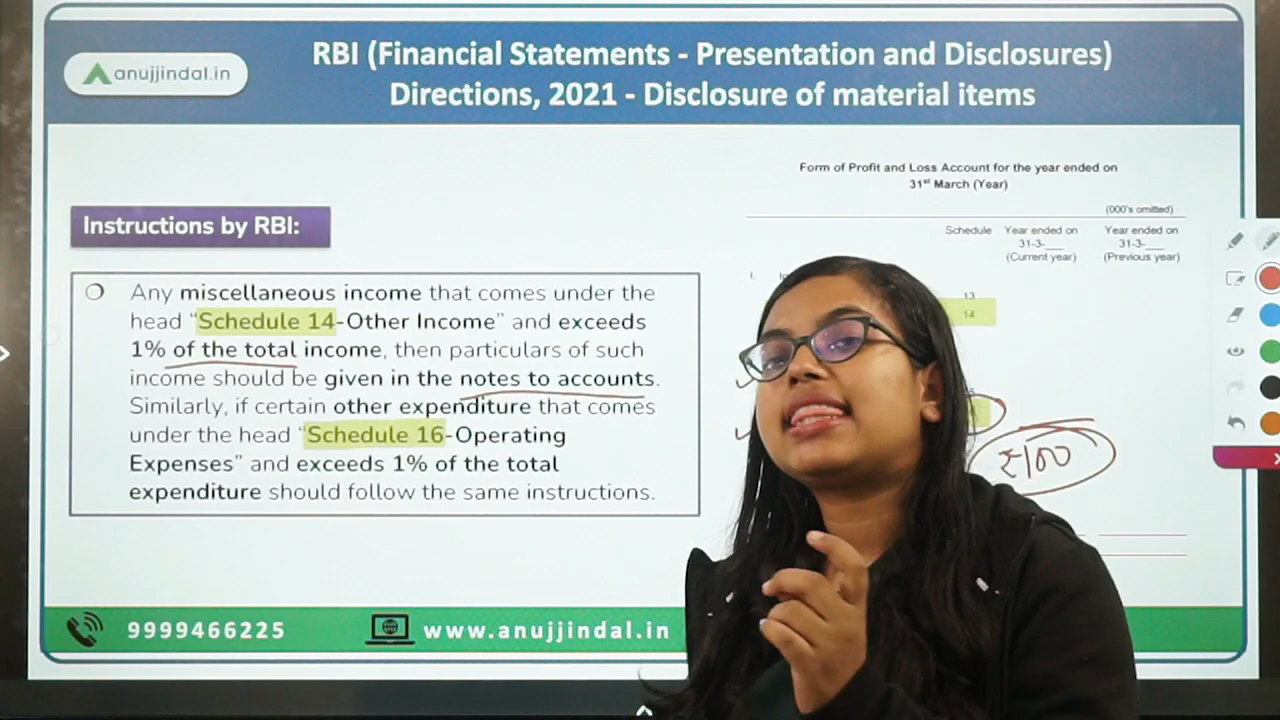 RBI (Financial Statements - Presentation and Disclosures)
Directions, 2021 - Disclosure of material items
anujjindal.in
Form of Profit and Loss Account for the year ended on
31st March (Year)
(000's omitted)
Schedule Year ended on Year ended on
31-3-___ 31-3-___
(Current year) (Previous year)
I.
13
14
Instructions by RBI:
Any miscellaneous income that comes under the
head "Schedule 14-Other Income" and exceeds
1% of the total income, then particulars of such
income should be given in the notes to accounts.
Similarly, if certain other expenditure that comes
under the head "Schedule 16-Operating
Expenses" and exceeds 1% of the total
expenditure should follow the same instructions.
₹100
9999466225
www.anujjindal.in